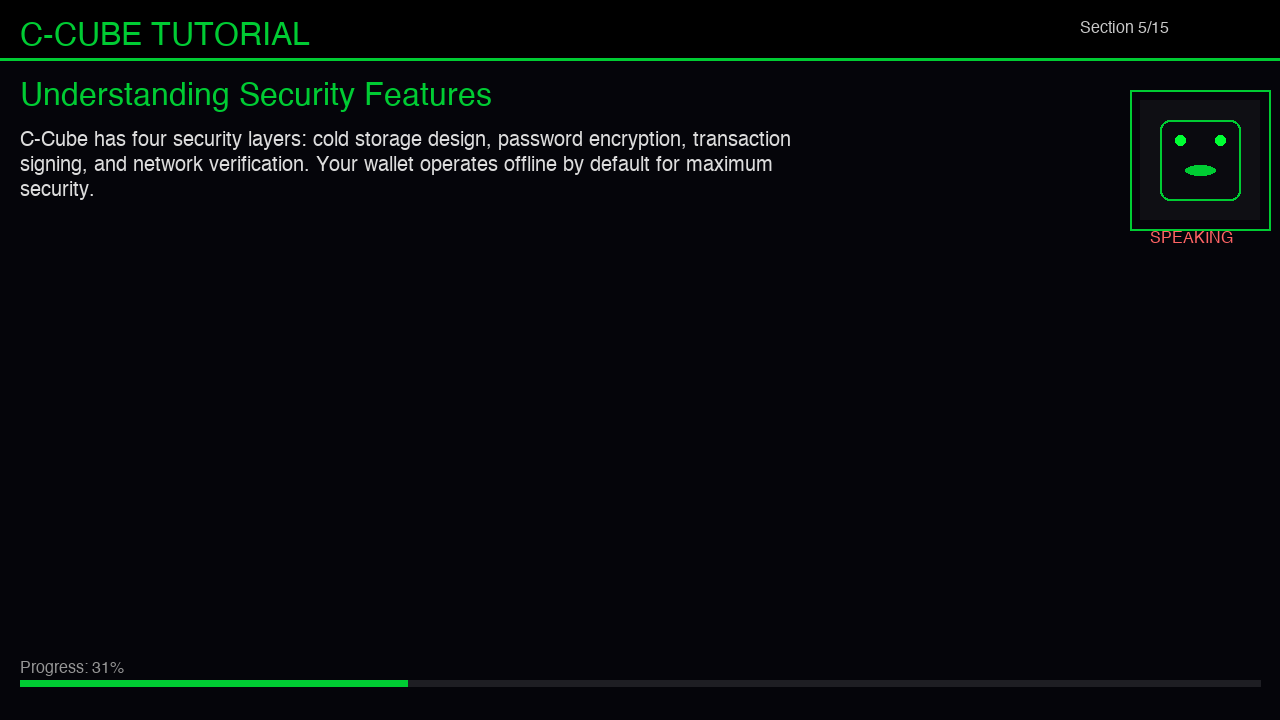 C-CUBE TUTORIAL
Section 5/15
Understanding Security Features
C-Cube has four security layers: cold storage design, password encryption, transaction
signing, and network verification. Your wallet operates offline by default for maximum
security.
SPEAKING
Progress: 31%